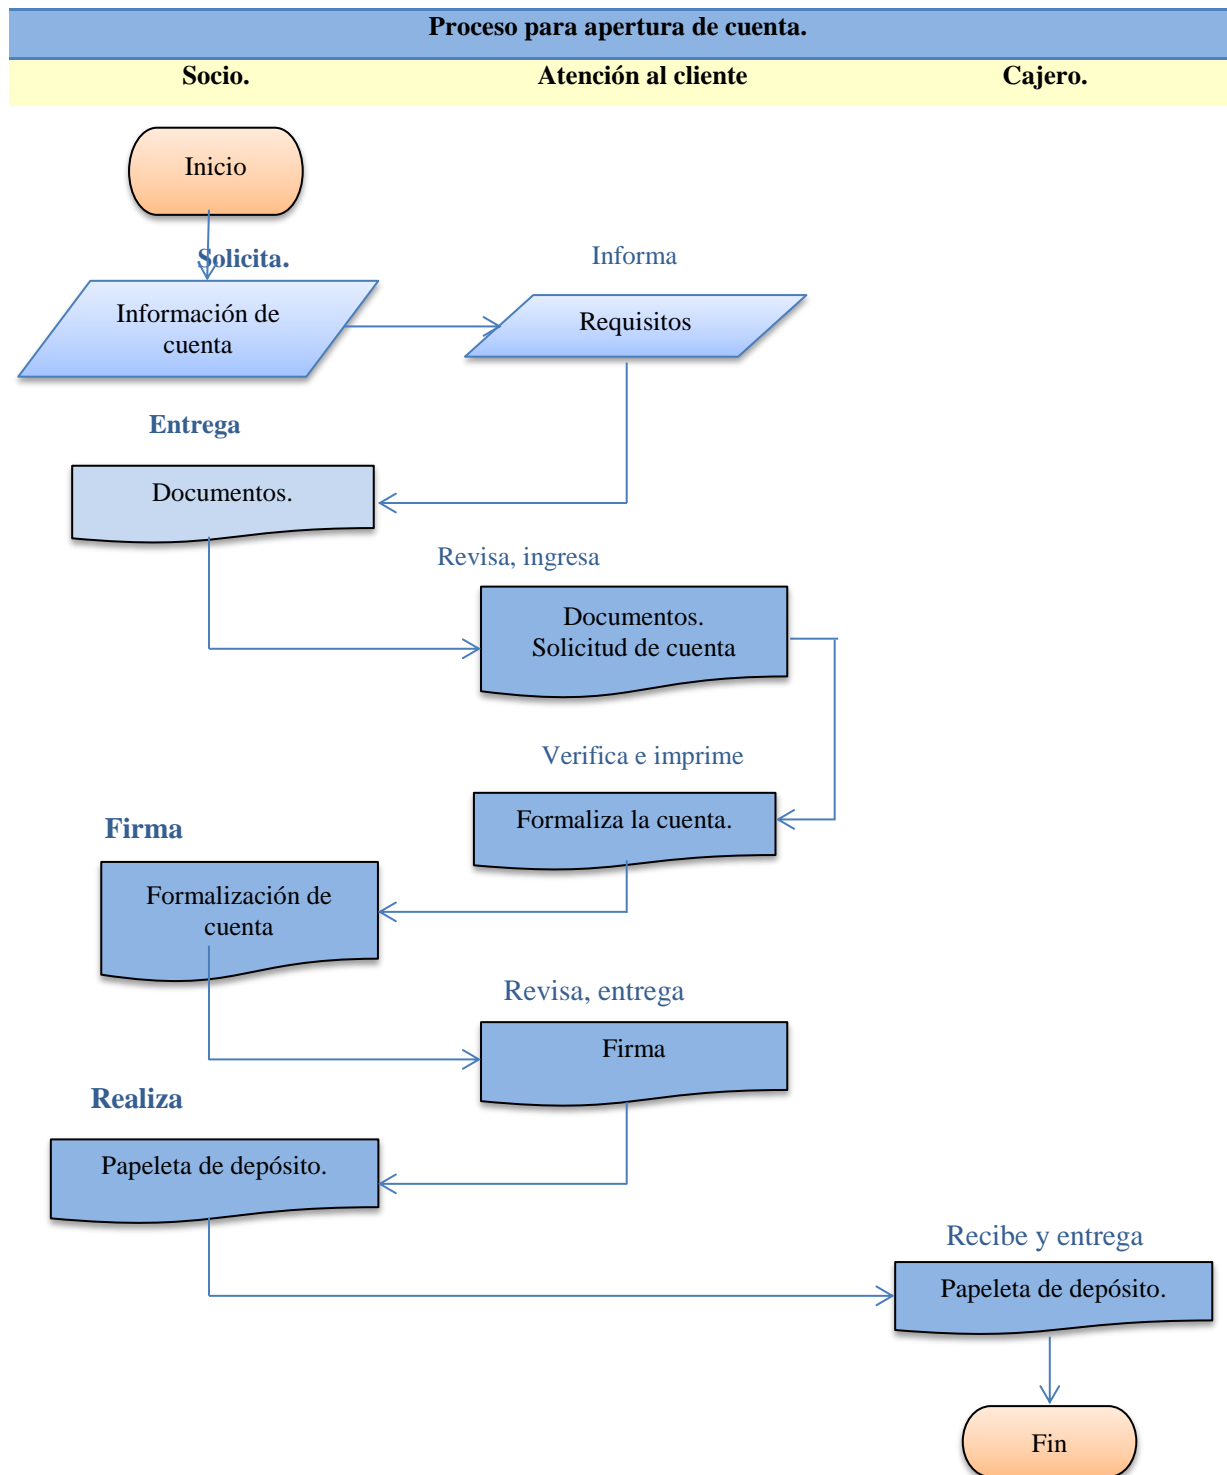 Proceso para apertura de cuenta.
Socio.
Atención al cliente
Cajero.
Inicio
Solicita.
Informa
Información de
cuenta
Requisitos
Entrega
Documentos.
Revisa, ingresa
Documentos.
Solicitud de cuenta
Verifica e imprime
Formaliza la cuenta.
Firma
Formalización de
cuenta
Revisa, entrega
Firma
Realiza
Papeleta de depósito.
Recibe y entrega
Papeleta de depósito.
Fin